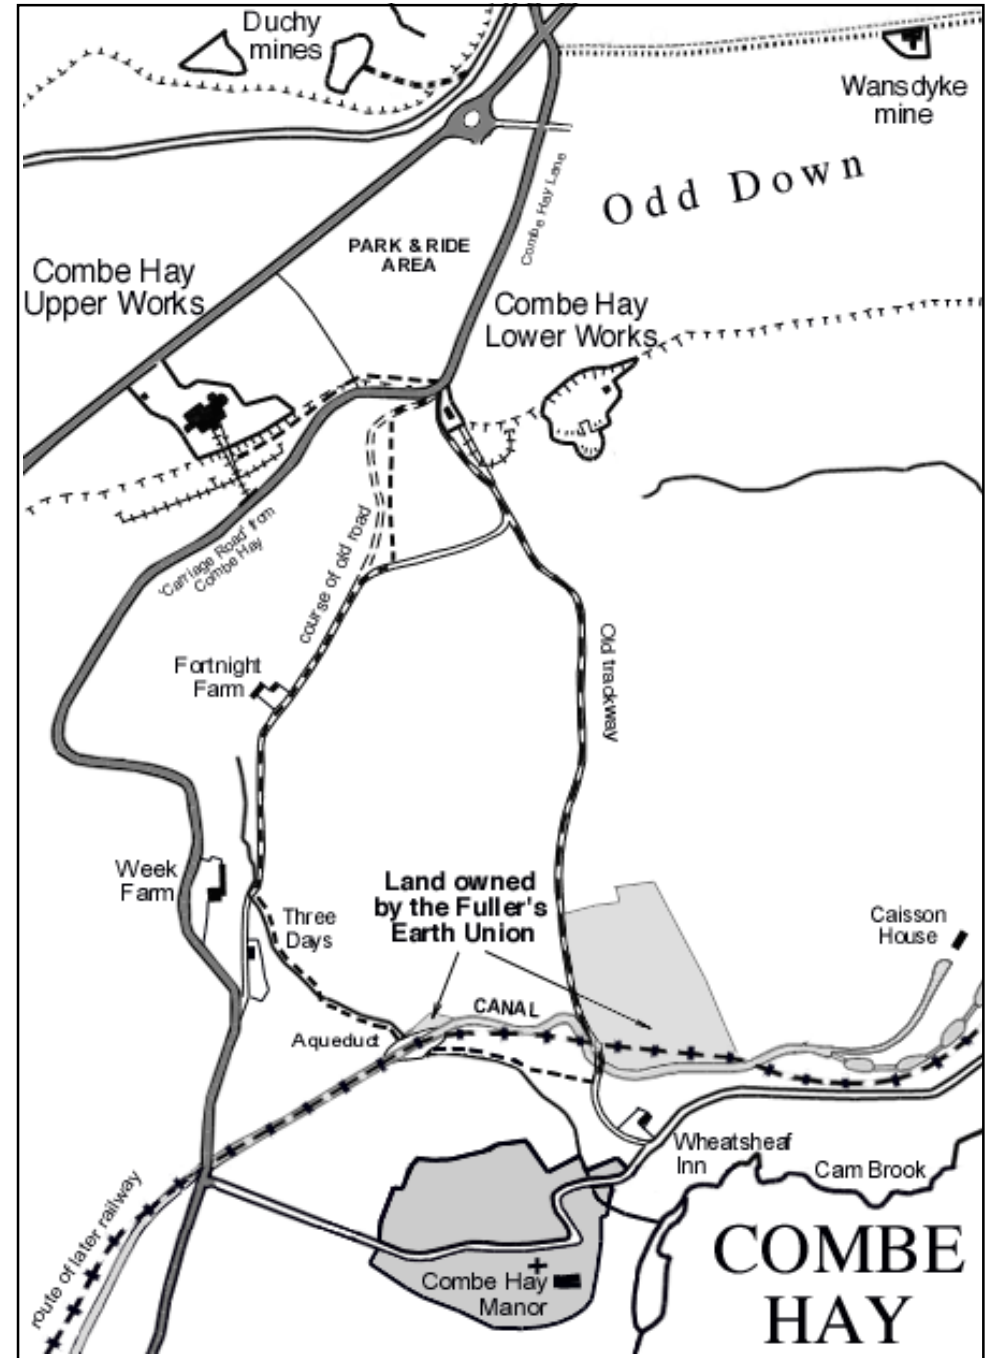 Duchy
mines
Wansdyke
mine
Odd Down
Combe Hay Lane
PARK & RIDE
AREA
Combe Hay
Upper Works
Combe Hay
Lower Works
'Carriage Road' from
Combe Hay
course of old road
Fortnight
Farm
Old trackway
Week
Farm
Land owned
by the Fuller's
Earth Union
Three
Days
Caisson
House
CANAL
Aqueduct
Wheatsheaf
Inn
Cam Brook
route of later railway
COMBE
HAY
Combe Hay
Manor